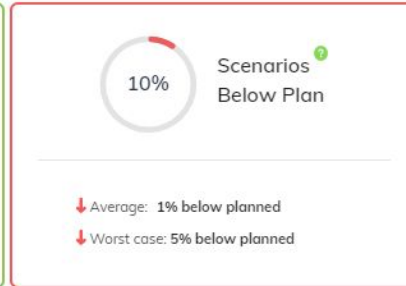 10%
Scenarios ?
Below Plan
Average: 1% below planned
Worst case: 5% below planned